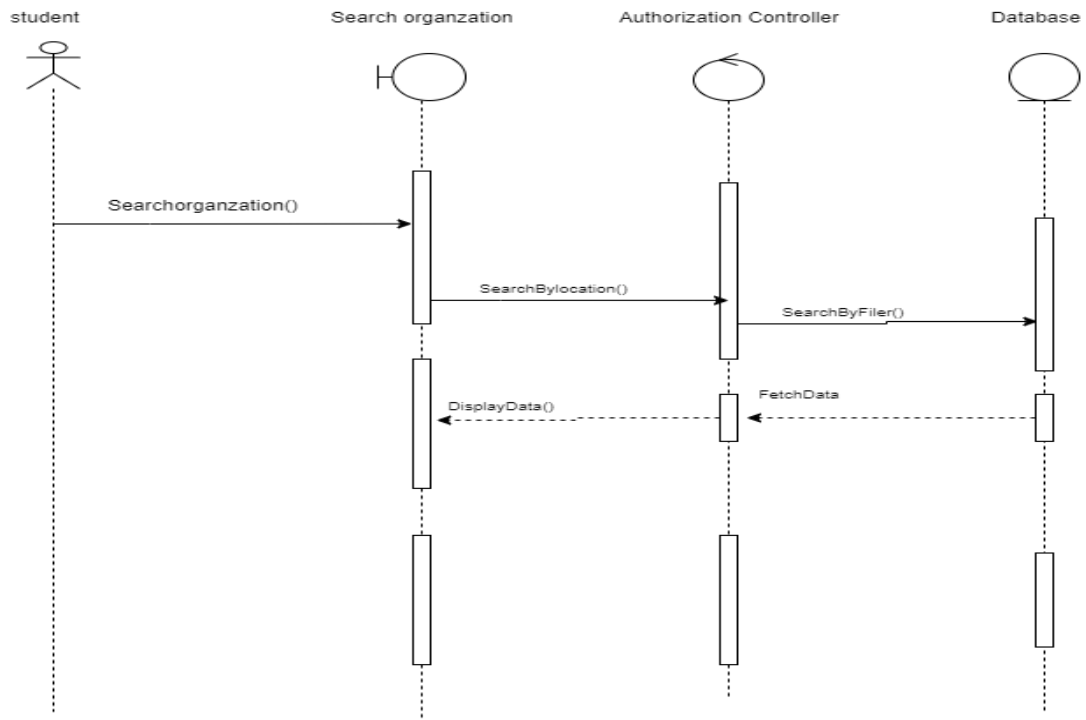 student
Search organzation
Authorization Controller
Database
Searchorganzation()
SearchBylocation()
SearchByFiler()
FetchData
DisplayData()